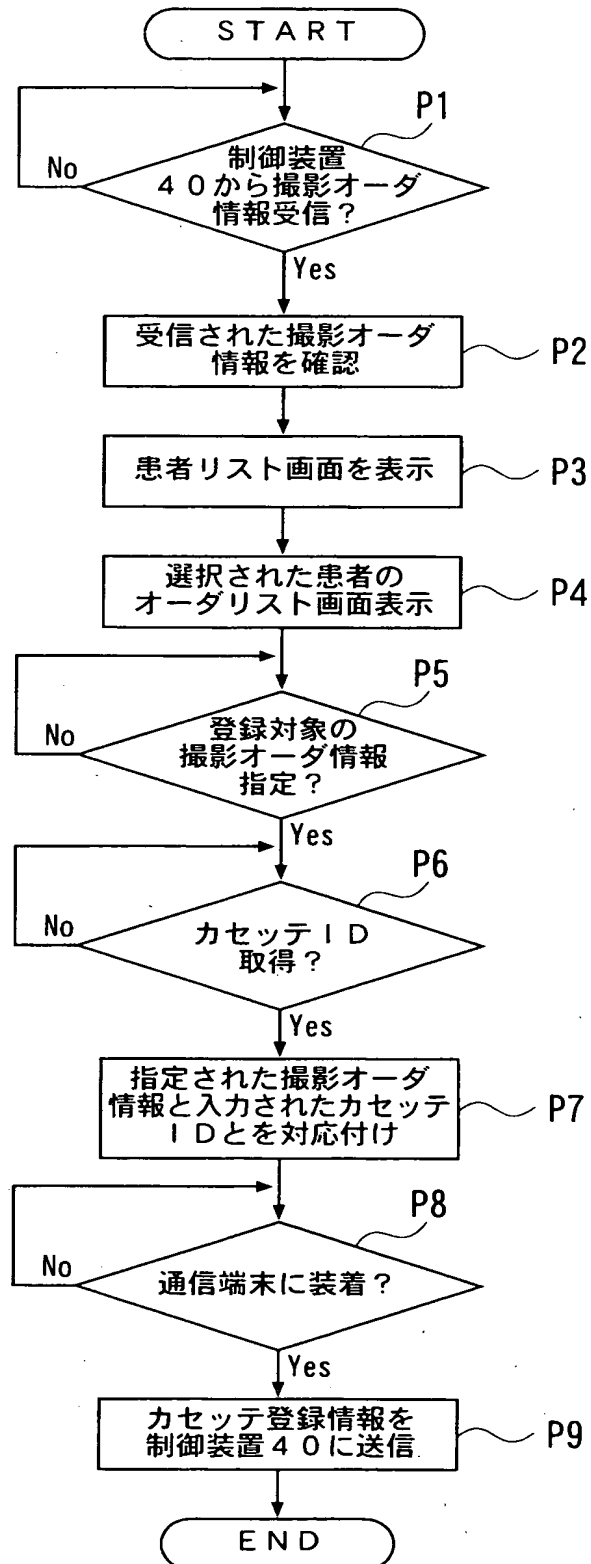 START
P1
制御装置
40から撮影オーダ
情報受信？
No
Yes
受信された撮影オーダ
情報を確認
P2
患者リスト画面を表示
P3
選択された患者の
オーダリスト画面表示
P4
P5
登録対象の
撮影オーダ情報
指定？
No
Yes
P6
カセッテID
取得？
No
Yes
指定された撮影オーダ
情報と入力されたカセッテ
IDとを対応付け
P7
P8
通信端末に装着？
No
Yes
カセッテ登録情報を
制御装置40に送信
P9
END